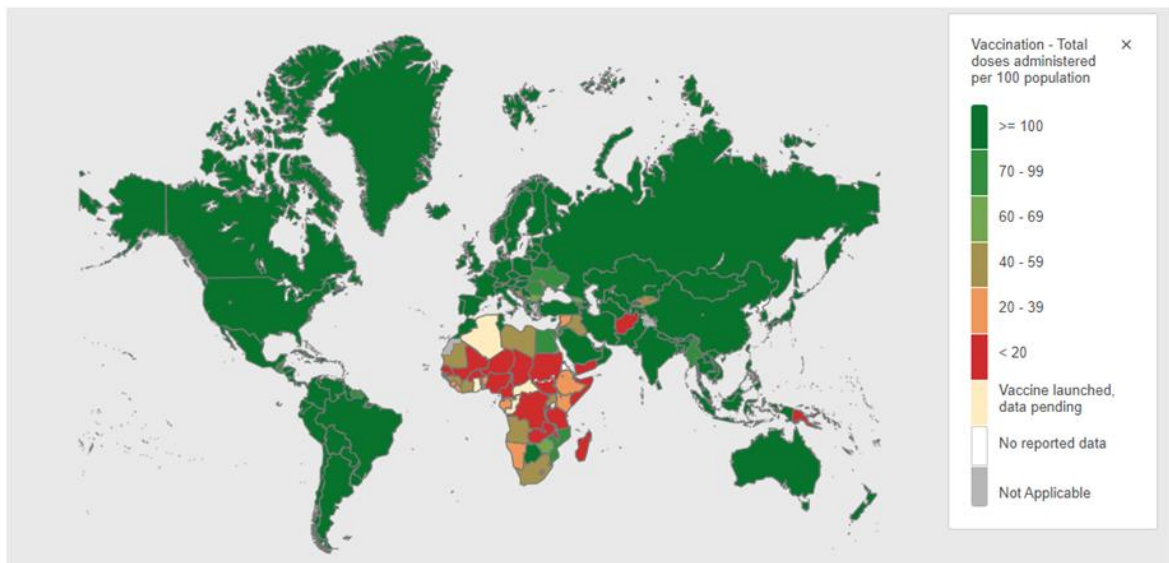 Vaccination - Total ×
doses administered
per 100 population
>= 100
70 - 99
60 - 69
40 - 59
20 - 39
< 20
Vaccine launched,
data pending
No reported data
Not Applicable